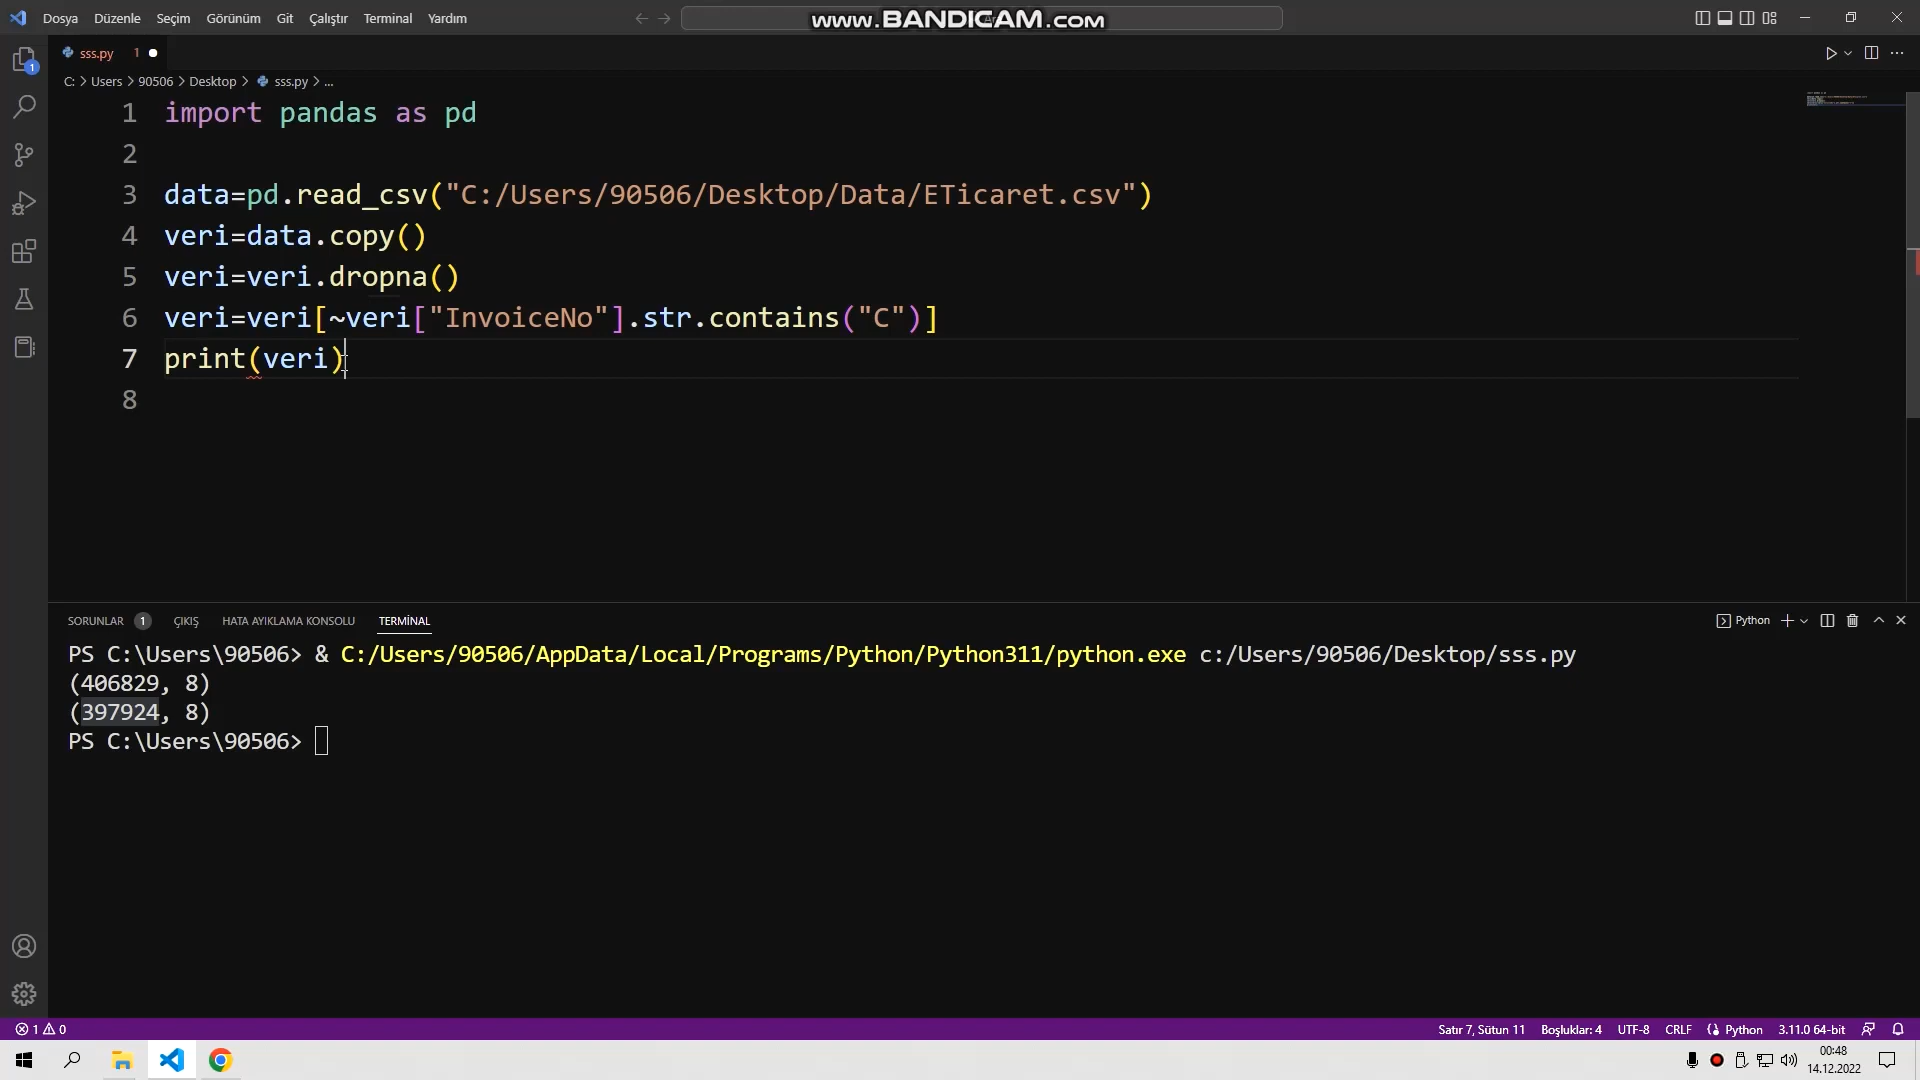 Dosya Düzenle Seçim Görünüm Git Çalıştır Terminal Yardım
www.BANDICAM.com
sss.py 1
C: > Users > 90506 > Desktop > sss.py > ...
1 import pandas as pd
2
3 data=pd.read_csv("C:/Users/90506/Desktop/Data/ETicaret.csv")
4 veri=data.copy()
5 veri=veri.dropna()
6 veri=veri[~veri["InvoiceNo"].str.contains("C")]
7 print(veri)
8
SORUNLAR 1 ÇIKIŞ HATA AYIKLAMA KONSOLU TERMİNAL
Python
PS C:\Users\90506> & C:/Users/90506/AppData/Local/Programs/Python/Python311/python.exe c:/Users/90506/Desktop/sss.py
(406829, 8)
(397924, 8)
PS C:\Users\90506>
1
1 0
Satır 7, Sütun 11 Boşluklar: 4 UTF-8 CRLF Python 3.11.0 64-bit
00:48
14.12.2022